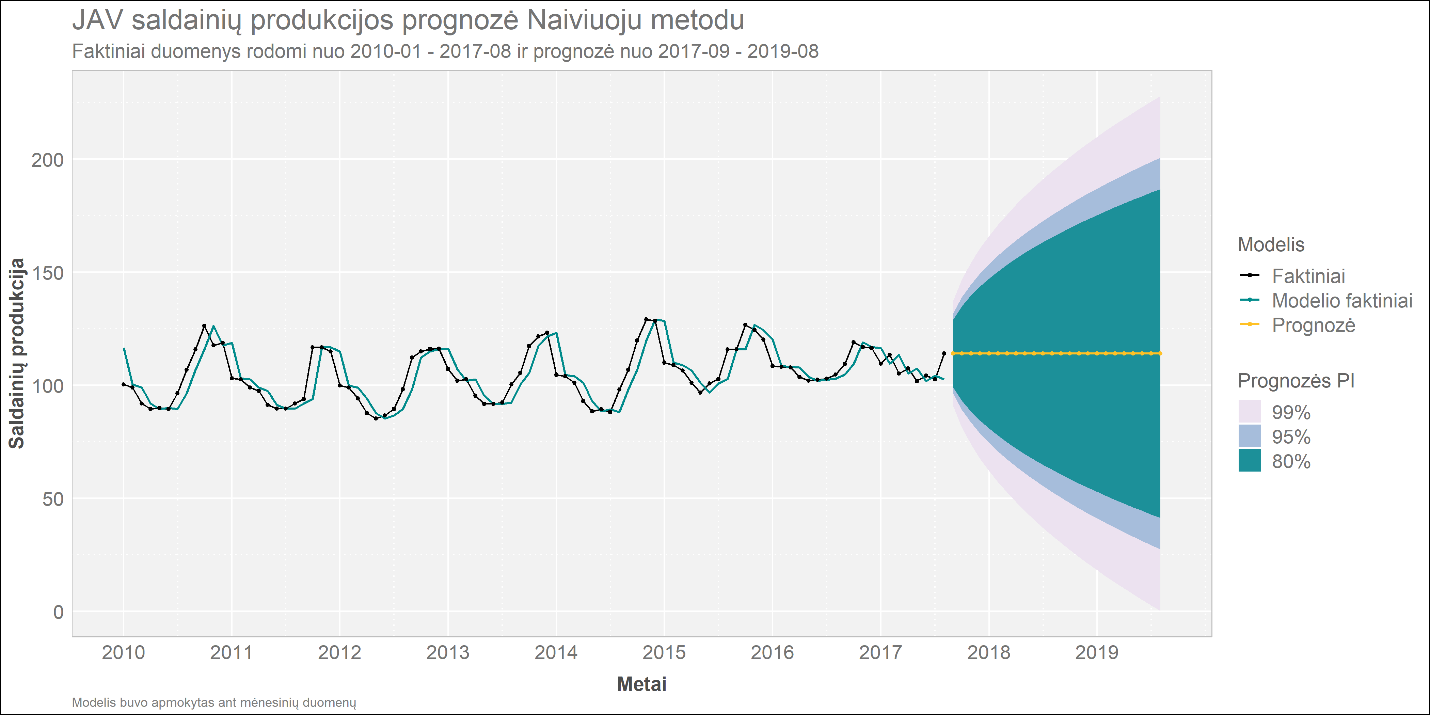 JAV saldainių produkcijos prognozė Naiviuoju metodu
Faktiniai duomenys rodomi nuo 2010-01 - 2017-08 ir prognozė nuo 2017-09 - 2019-08
Saldainių produkcija
200
150
100
50
0
2010 2011 2012 2013 2014 2015 2016 2017 2018 2019
Metai
Modelis buvo apmokytas ant mėnesinių duomenų
Modelis
Faktiniai
Modelio faktiniai
Prognozė
Prognozės PI
99%
95%
80%